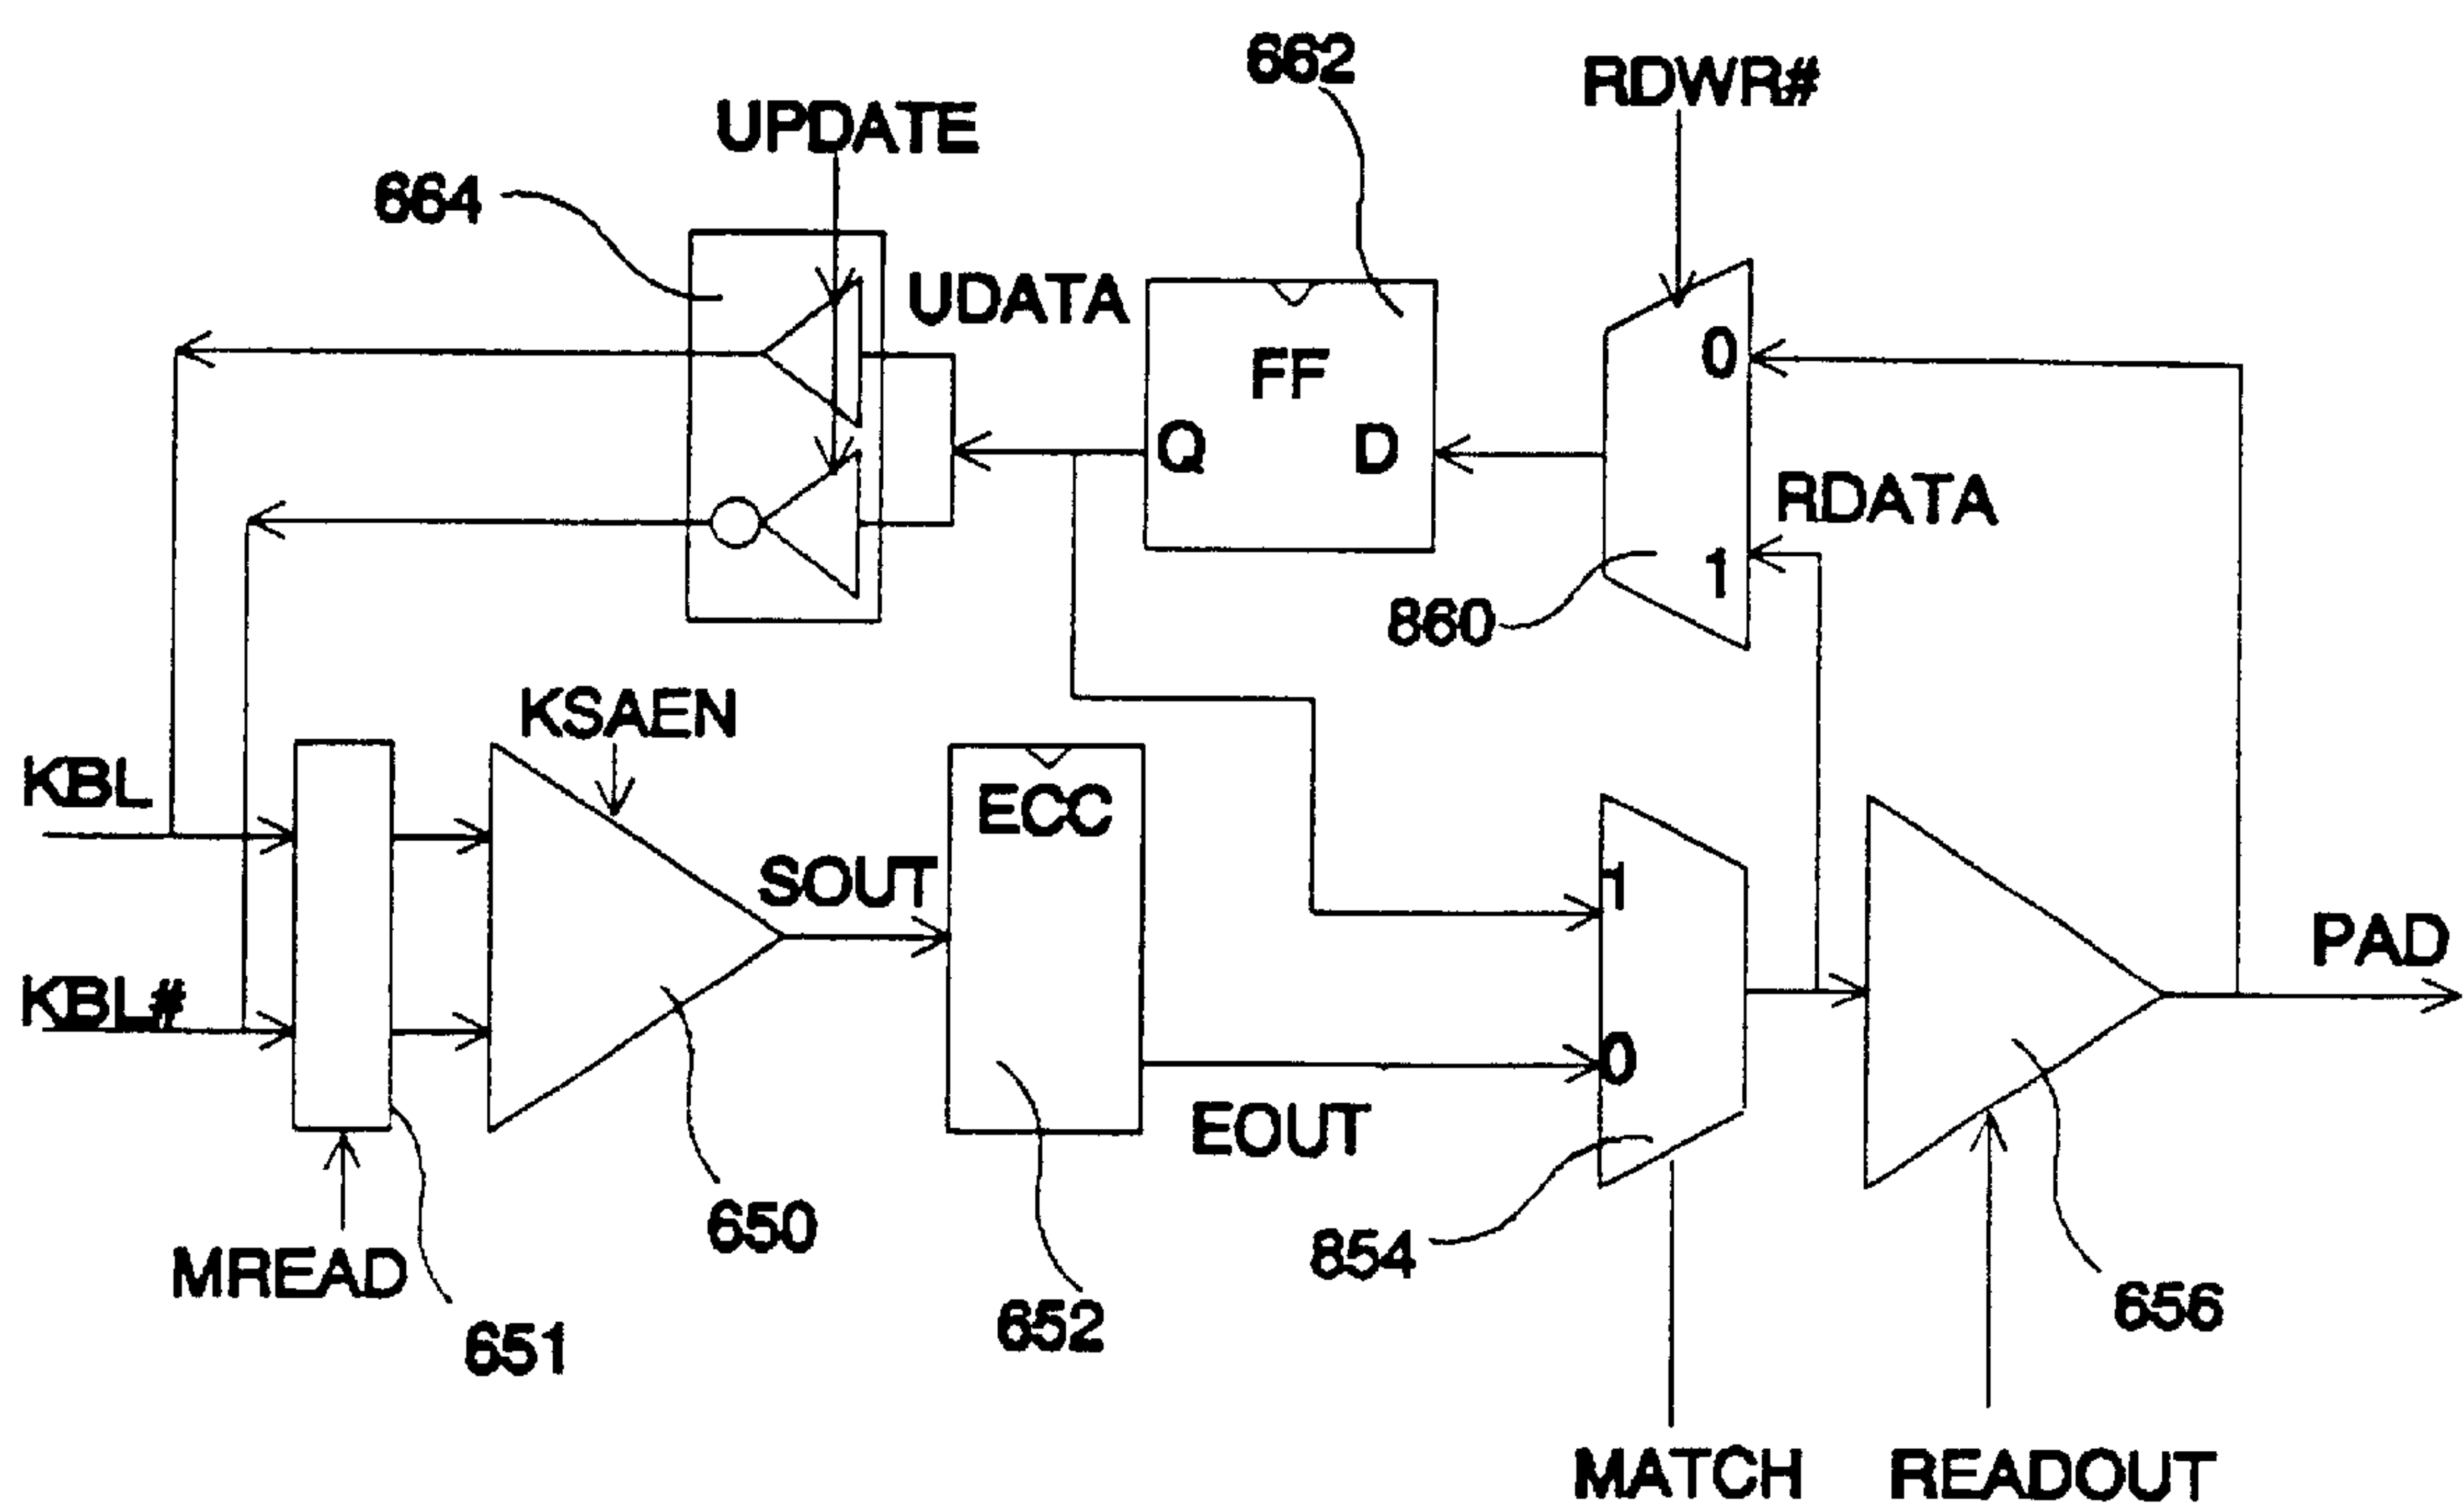 662
RDWR#
UPDATE
664
UDATA
FF
0
Q
D
RDATA
1
860
KSAEN
KBL
ECC
SOUT
1
PAD
KBL#
0
EOUT
650
854
MREAD
652
656
651
MATCH
READOUT